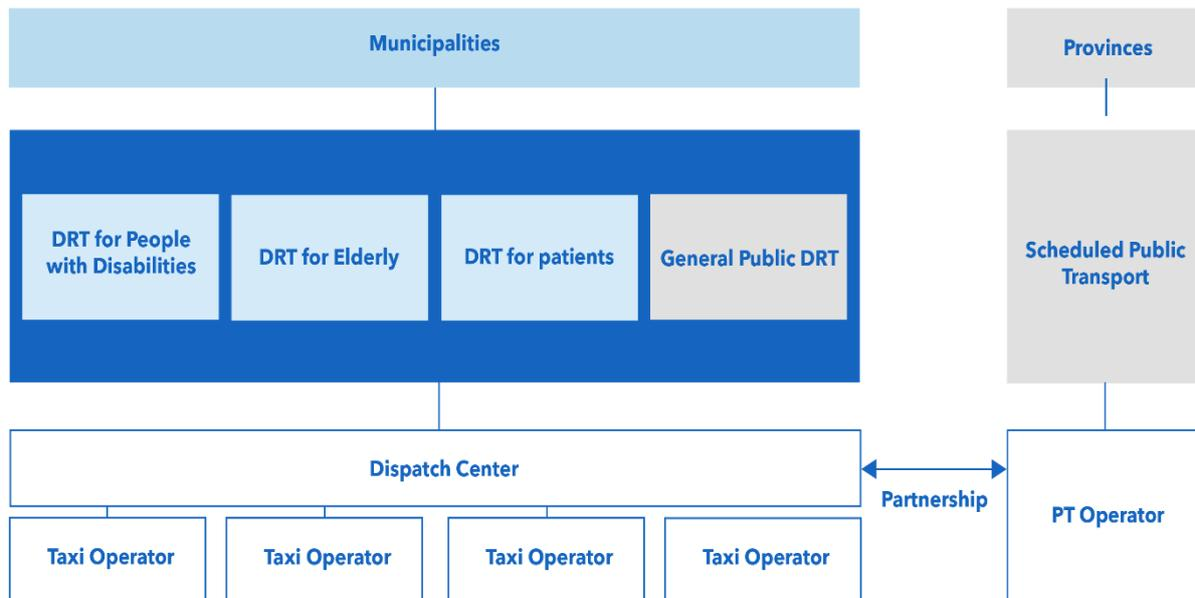 Municipalities
Provinces
DRT for People
with Disabilities
DRT for Elderly
DRT for patients
General Public DRT
Scheduled Public
Transport
Dispatch Center
Partnership
PT Operator
Taxi Operator
Taxi Operator
Taxi Operator
Taxi Operator